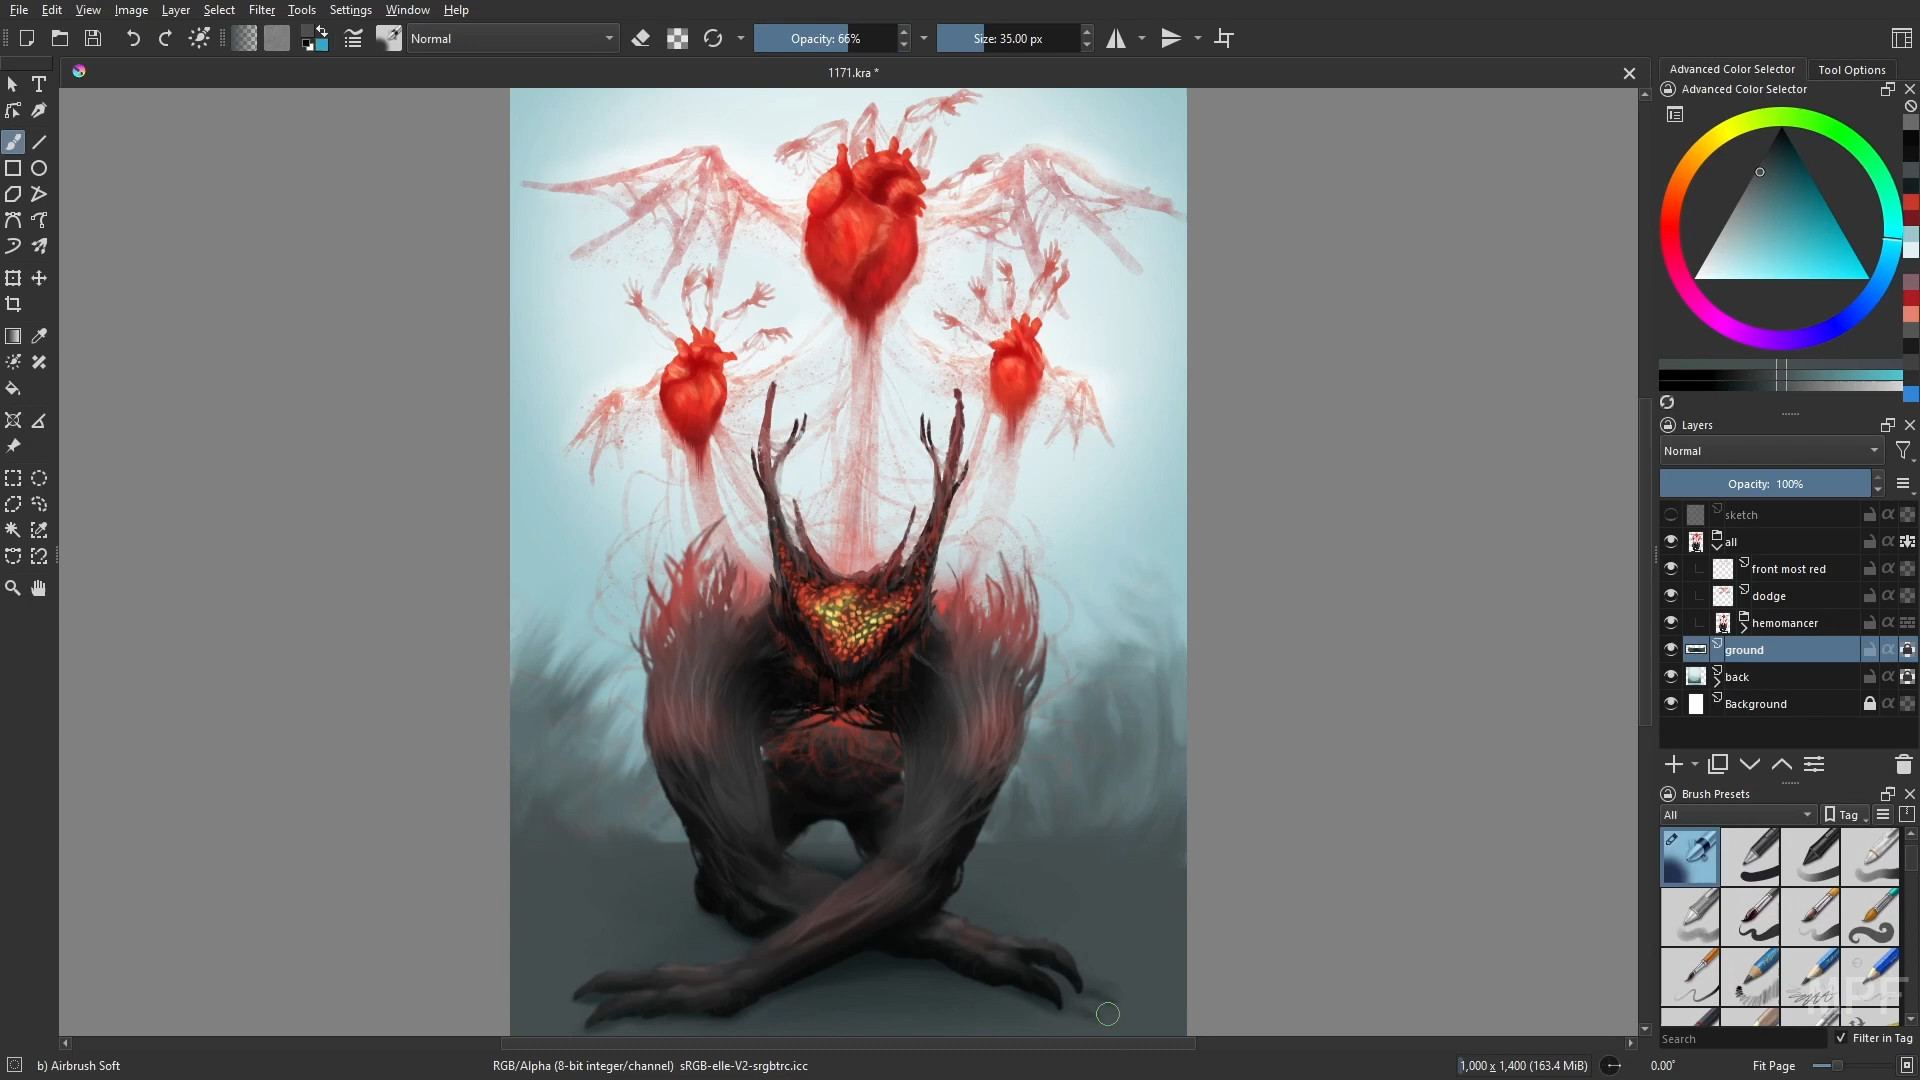 File Edit View Image Layer Select Filter Tools Settings Window Help
Normal
Opacity: 66%
Size: 35.00 px
1171.kra *
Advanced Color Selector
Tool Options
Advanced Color Selector
Layers
Normal
Opacity: 100%
sketch
all
front most red
dodge
hemomancer
ground
back
Background
Brush Presets
All
Tag
MPF
Search
Filter in Tag
b) Airbrush Soft
RGB/Alpha (8-bit integer/channel) sRGB-elle-V2-srgbtrc.icc
1,000 x 1,400 (163.4 MiB)
0.00°
Fit Page